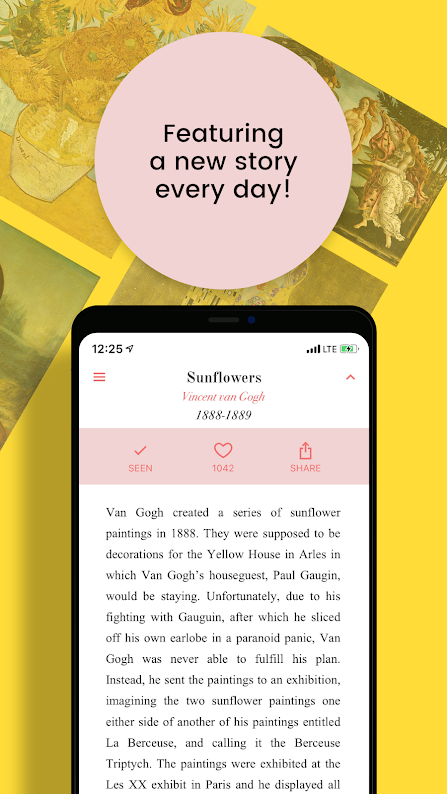 Featuring
a new story
every day!
12:25
LTE
Sunflowers
Vincent van Gogh
1888-1889
SEEN
1042
SHARE
Van Gogh created a series of sunflower
paintings in 1888. They were supposed to be
decorations for the Yellow House in Arles in
which Van Gogh's houseguest, Paul Gaugin,
would be staying. Unfortunately, due to his
fighting with Gauguin, after which he sliced
off his own earlobe in a paranoid panic, Van
Gogh was never able to fulfill his plan.
Instead, he sent the paintings to an exhibition,
imagining the two sunflower paintings one
either side of another of his paintings entitled
La Berceuse, and calling it the Berceuse
Triptych. The paintings were exhibited at the
Les XX exhibit in Paris and he displayed all